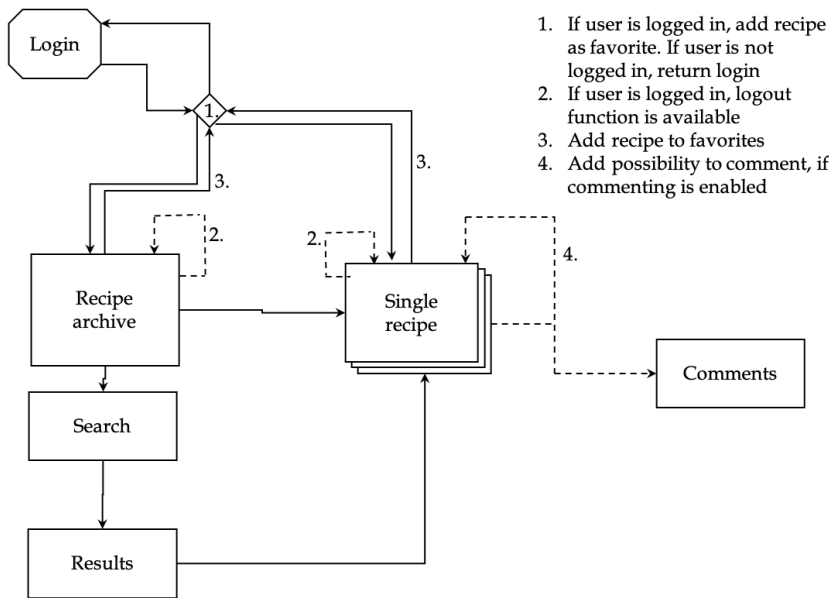 Login
1.
1. If user is logged in, add recipe
as favorite. If user is not
logged in, return login
2. If user is logged in, logout
function is available
3. Add recipe to favorites
4. Add possibility to comment, if
commenting is enabled
3.
3.
2.
2.
4.
Recipe
archive
Single
recipe
Comments
Search
Results